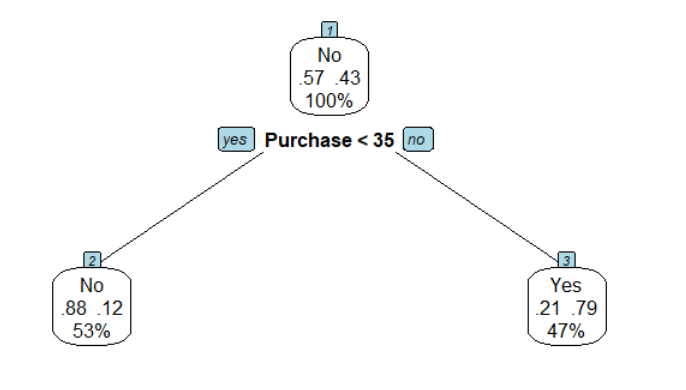 1
No
.57 .43
100%
yes Purchase < 35 no
2
No
.88 .12
53%
3
Yes
.21 .79
47%